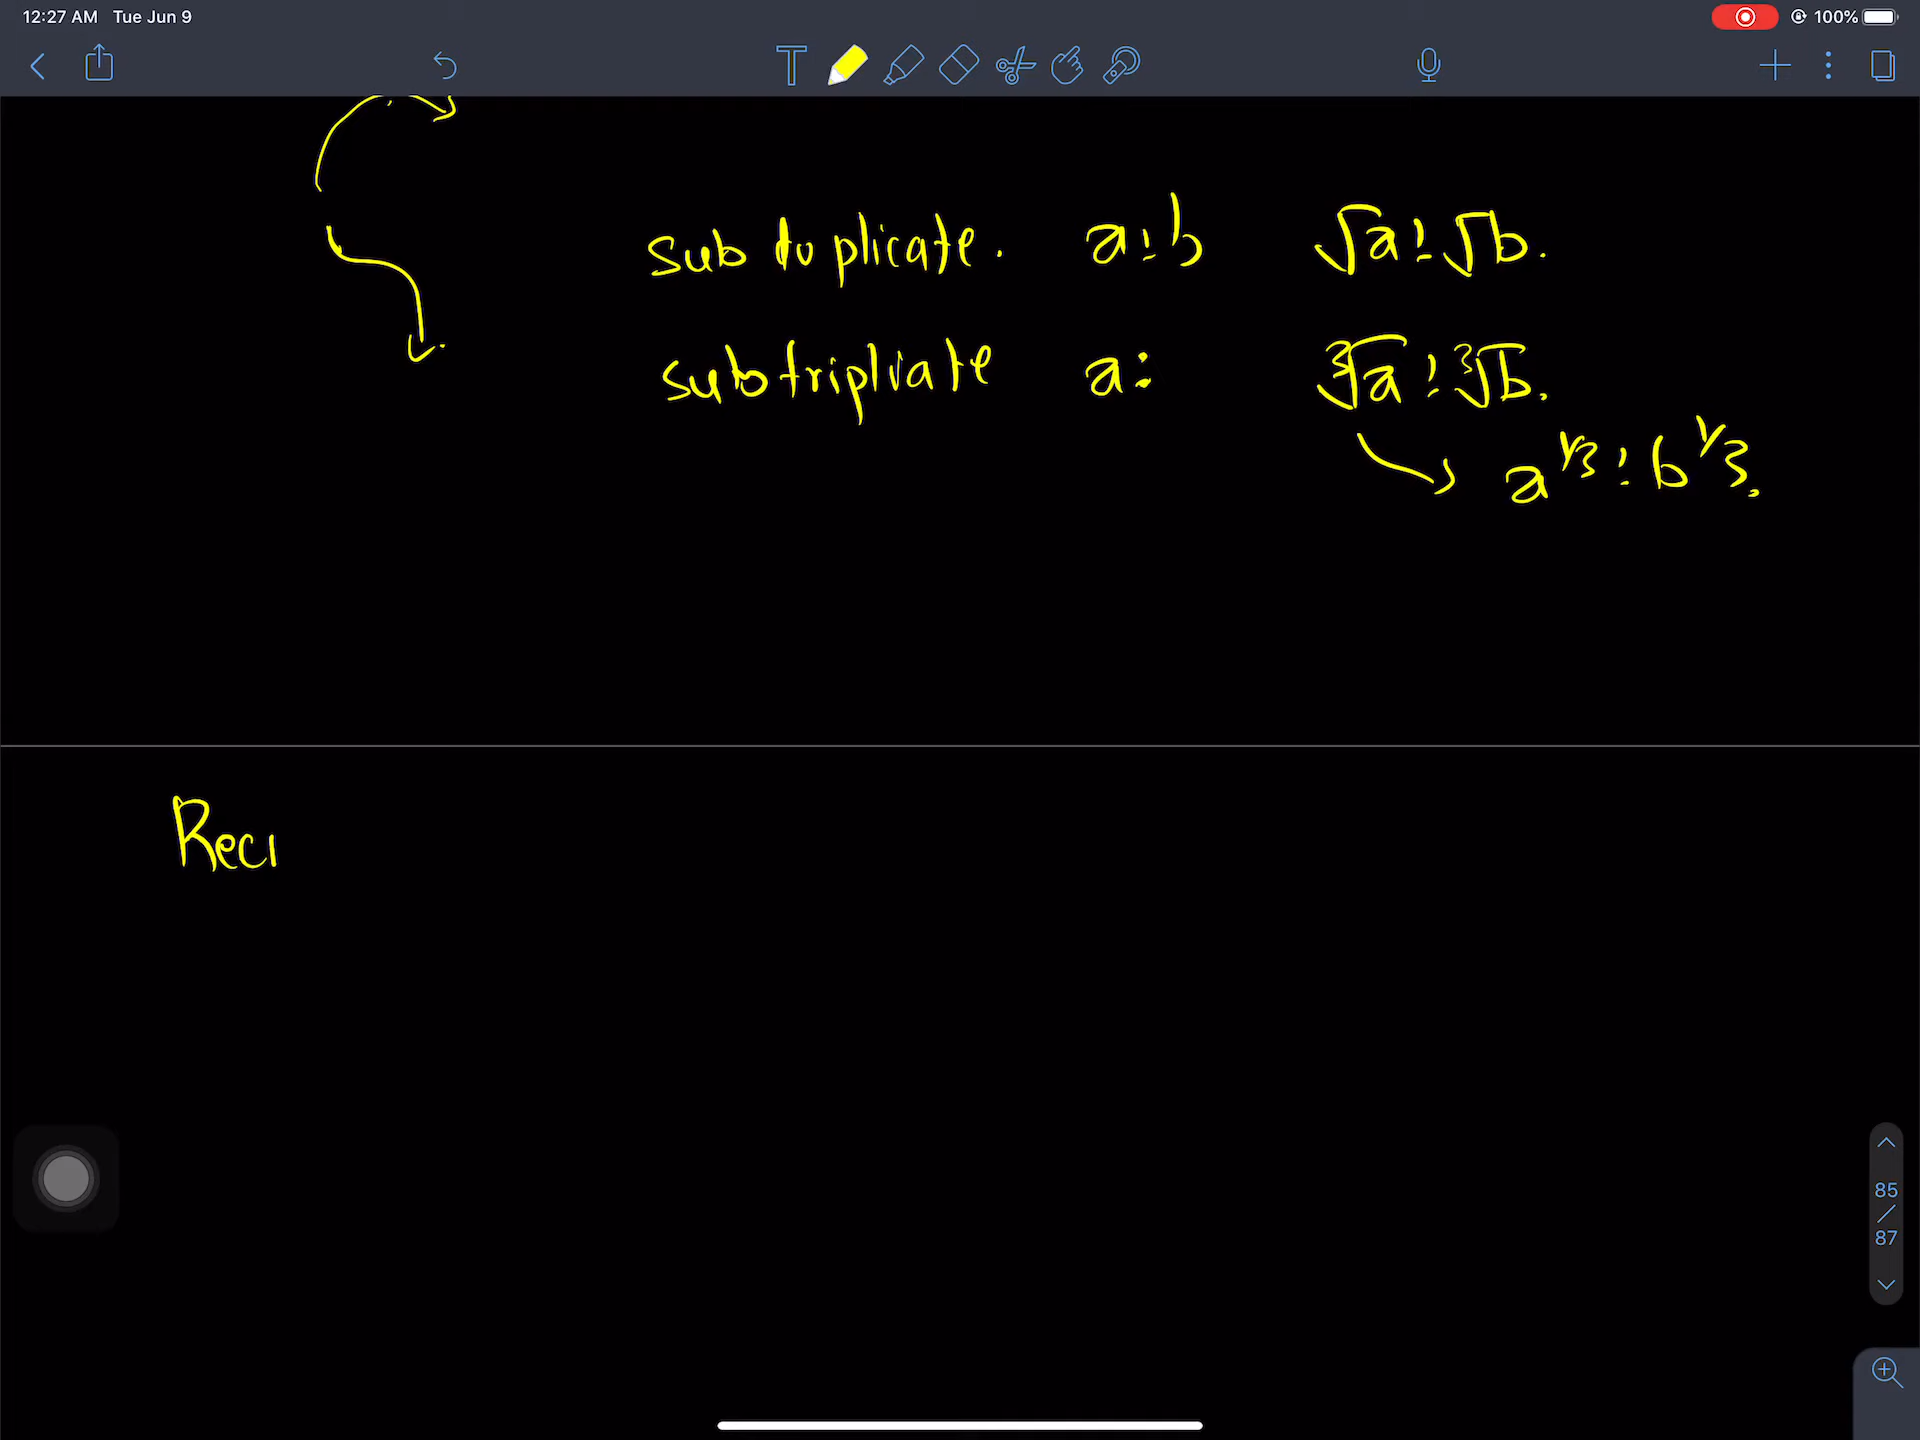 12:27 AM Tue Jun 9
100%
T
sub duplicate. a:b √a:√b.
subtriplicate a: ∛a:∛b.
a^1/3 : b^1/3.
Reci
85
/
87